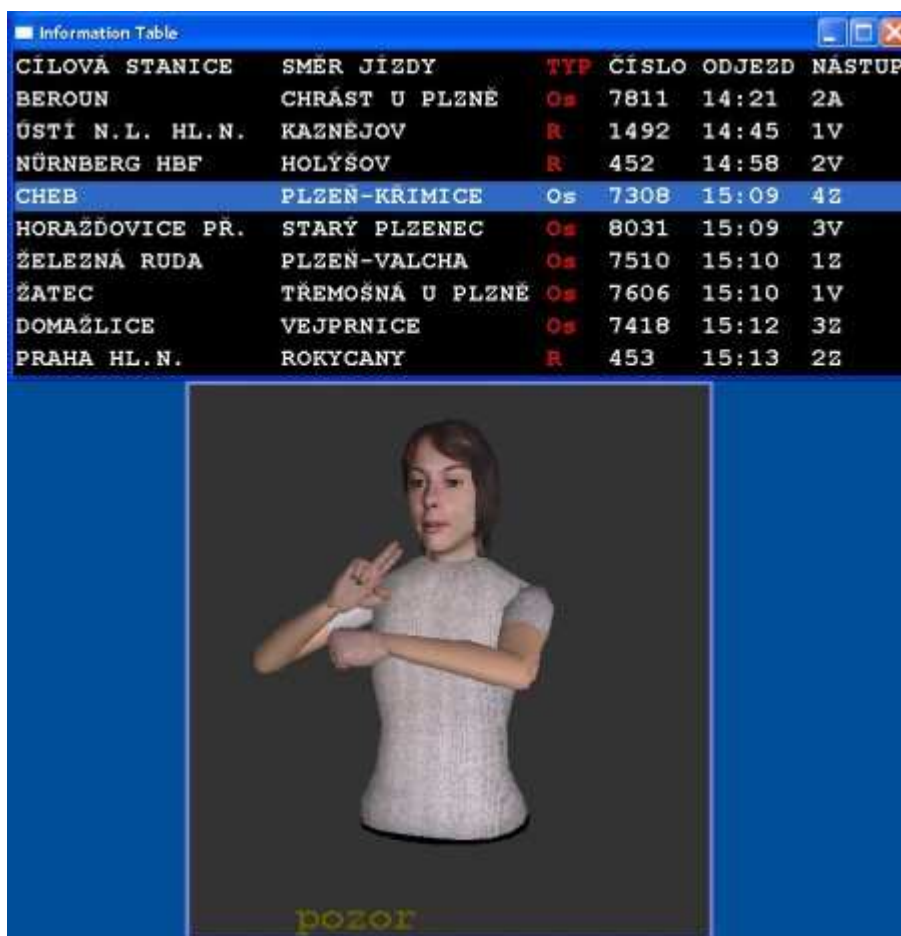 Information Table
CÍLOVÁ STANICE SMĚR JÍZDY TYP ČÍSLO ODJEZD NÁSTUP
BEROUN CHRÁST U PLZNĚ Os 7811 14:21 2A
ÚSTÍ N.L. HL.N. KAZNĚJOV R 1492 14:45 1V
NÜRNBERG HBF HOLÝŠOV R 452 14:58 2V
CHEB PLZEŇ-KŘIMICE Os 7308 15:09 4Z
HORAŽĎOVICE PŘ. STARÝ PLZENEC Os 8031 15:09 3V
ŽELEZNÁ RUDA PLZEŇ-VALCHA Os 7510 15:10 1Z
ŽATEC TŘEMOŠNÁ U PLZNĚ Os 7606 15:10 1V
DOMAŽLICE VEJPRNICE Os 7418 15:12 3Z
PRAHA HL.N. ROKYCANY R 453 15:13 2Z
pozor